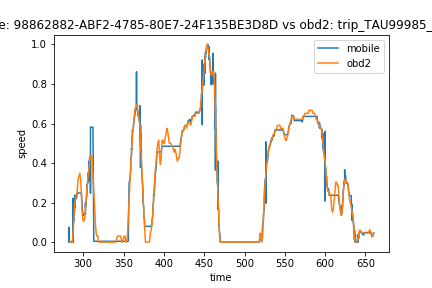 e: 98862882-ABF2-4785-80E7-24F135BE3D8D vs obd2: trip_TAU99985_
mobile
obd2
1.0
0.8
0.6
0.4
0.2
0.0
speed
300 350 400 450 500 550 600 650
time